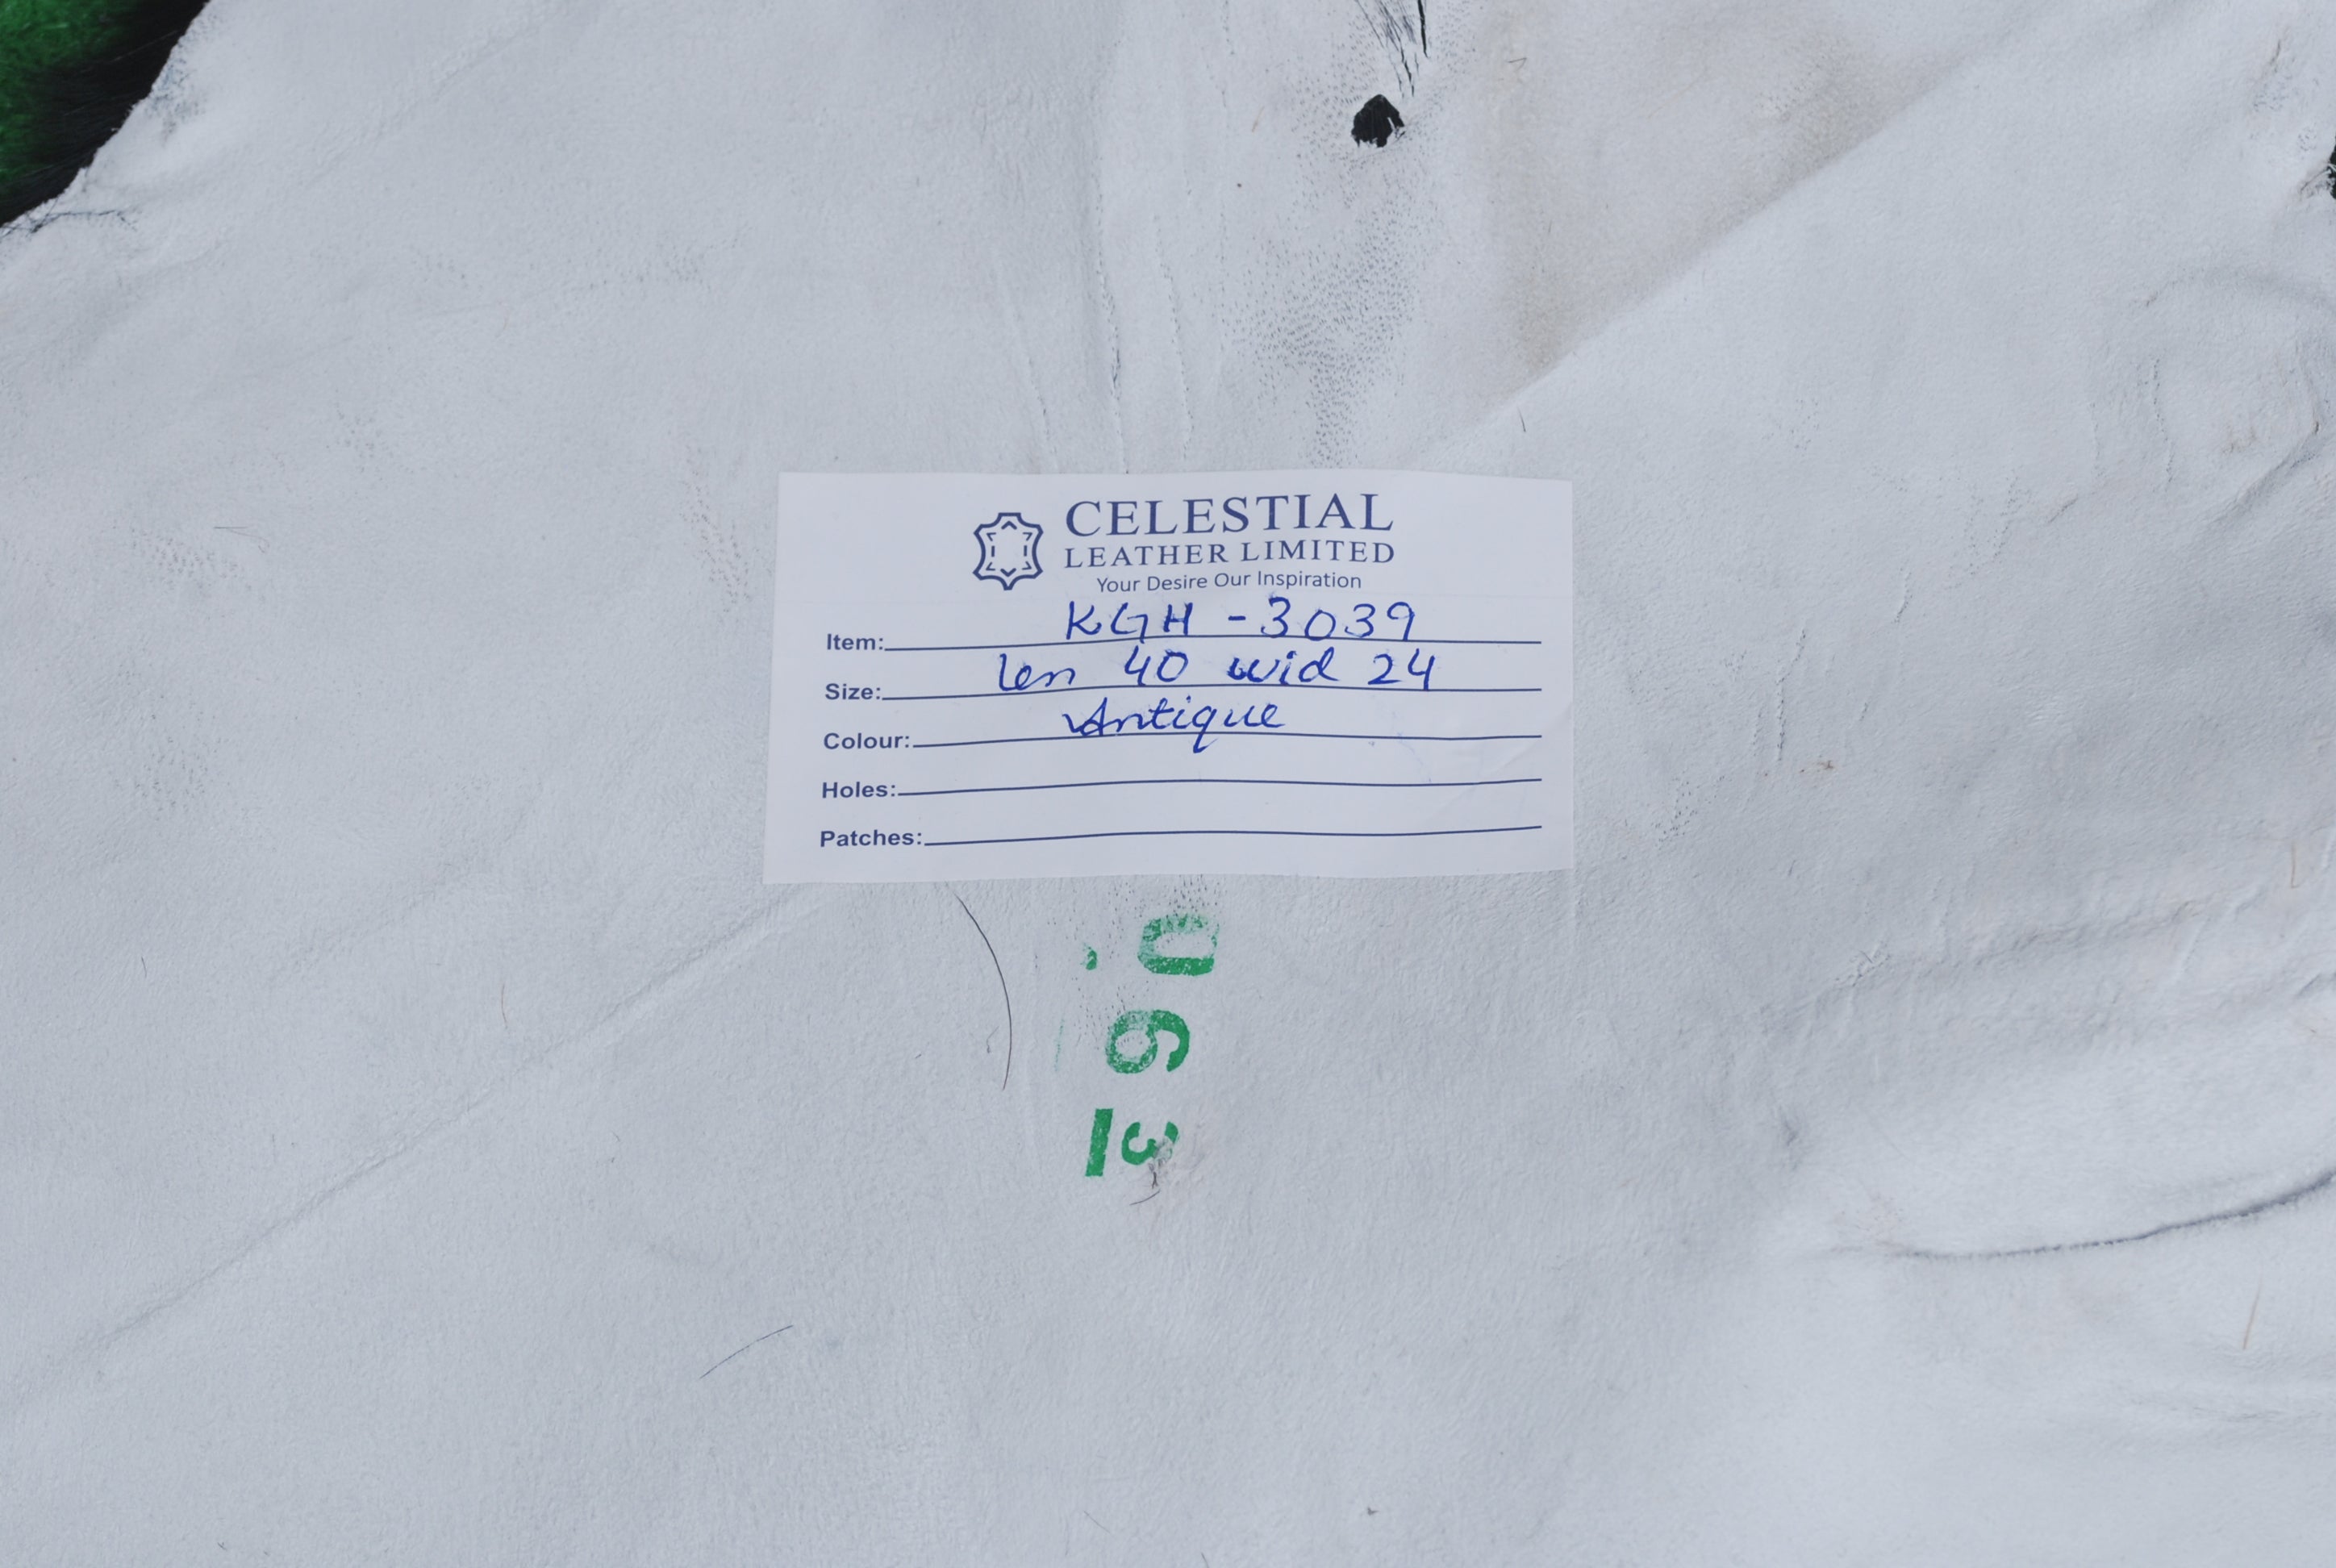 CELESTIAL
LEATHER LIMITED
Your Desire Our Inspiration
Item: KGH - 3039
Size: len 40 wid 24
Colour: Antique
Holes:
Patches: